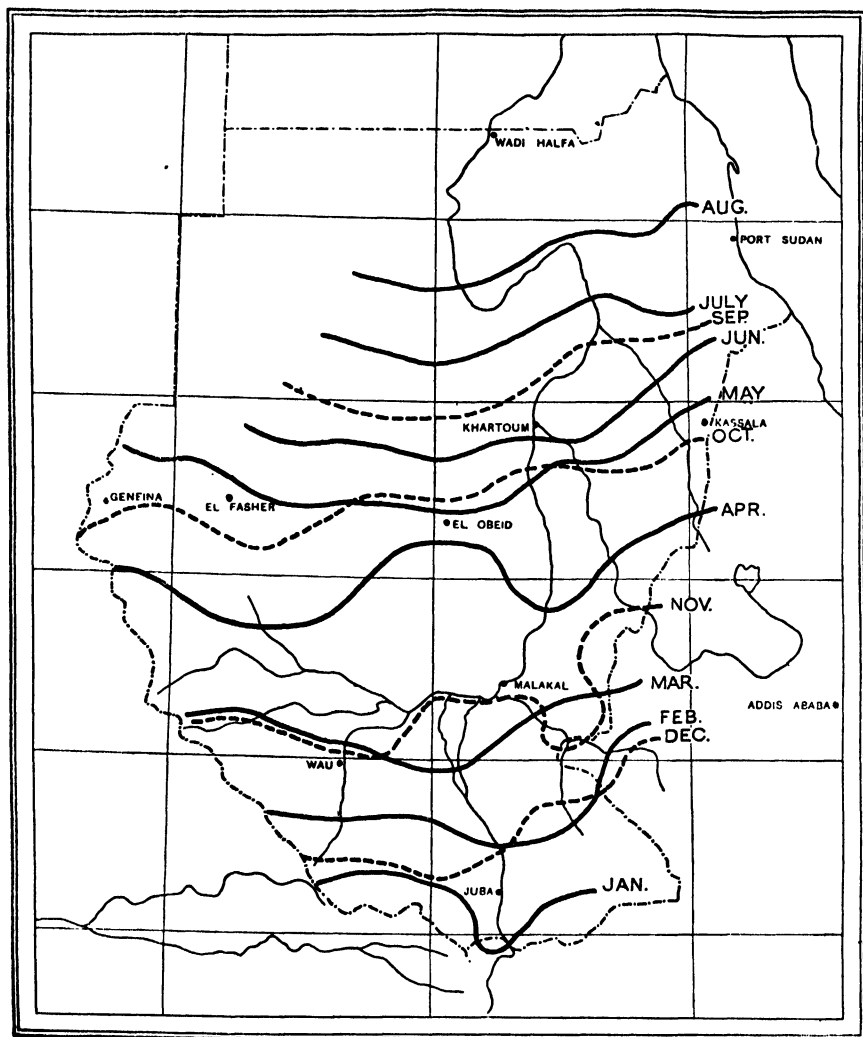 WADI HALFA
AUG.
PORT SUDAN
JULY
SEP.
JUN.
MAY
KHARTOUM
KASSALA
OCT.
GENFINA
EL FASHER
APR.
EL OBEID
NOV.
MALAKAL
MAR.
ADDIS ABABA
FEB.
DEC.
WAU
JUBA
JAN.